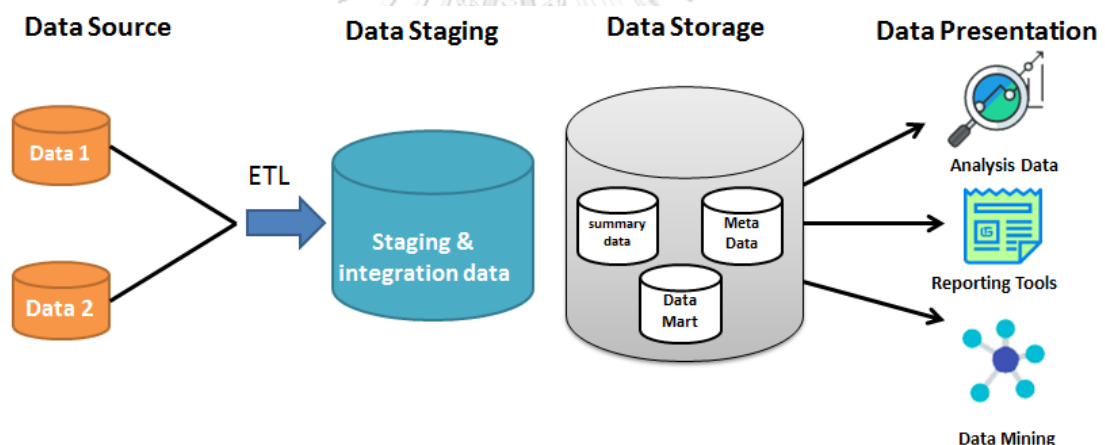 Data Source
Data Staging
Data Storage
Data Presentation
Data 1
Data 2
ETL
Staging &
integration data
summary
data
Meta
Data
Data
Mart
Analysis Data
Reporting Tools
Data Mining